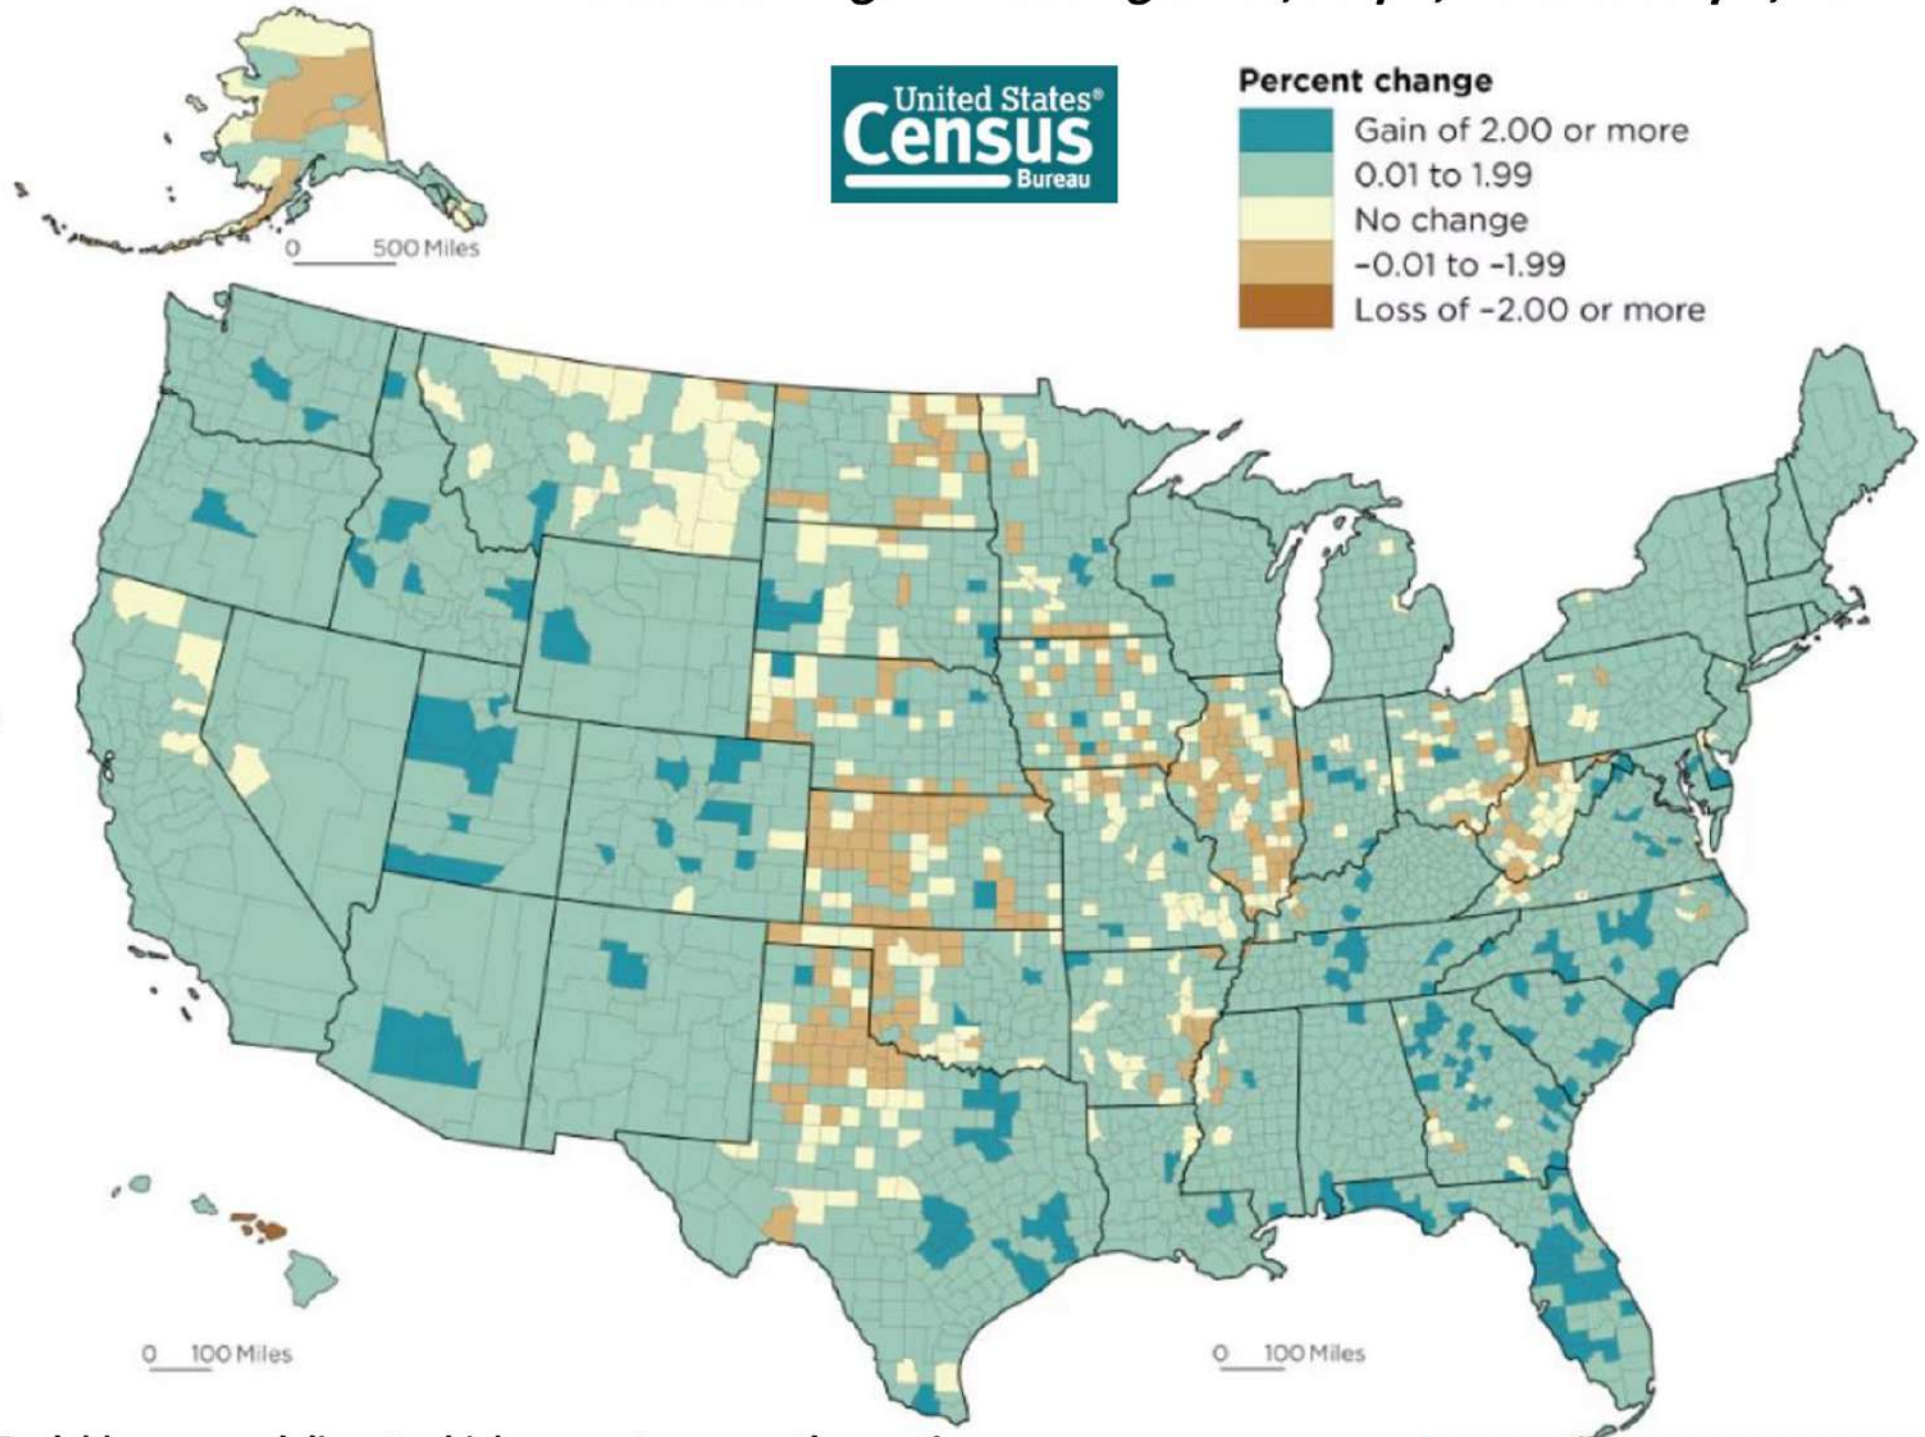 United States®
Census
Bureau
Percent change
Gain of 2.00 or more
0.01 to 1.99
No change
–0.01 to –1.99
Loss of –2.00 or more
0 500 Miles
0 100 Miles
0 100 Miles